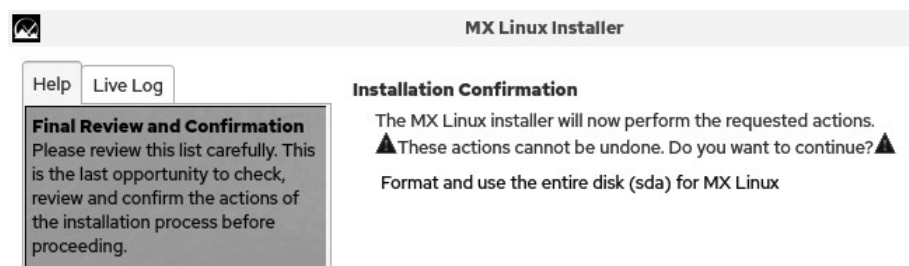 MX Linux Installer
Help
Live Log
Final Review and Confirmation
Please review this list carefully. This
is the last opportunity to check,
review and confirm the actions of
the installation process before
proceeding.
Installation Confirmation
The MX Linux installer will now perform the requested actions.
These actions cannot be undone. Do you want to continue?
Format and use the entire disk (sda) for MX Linux